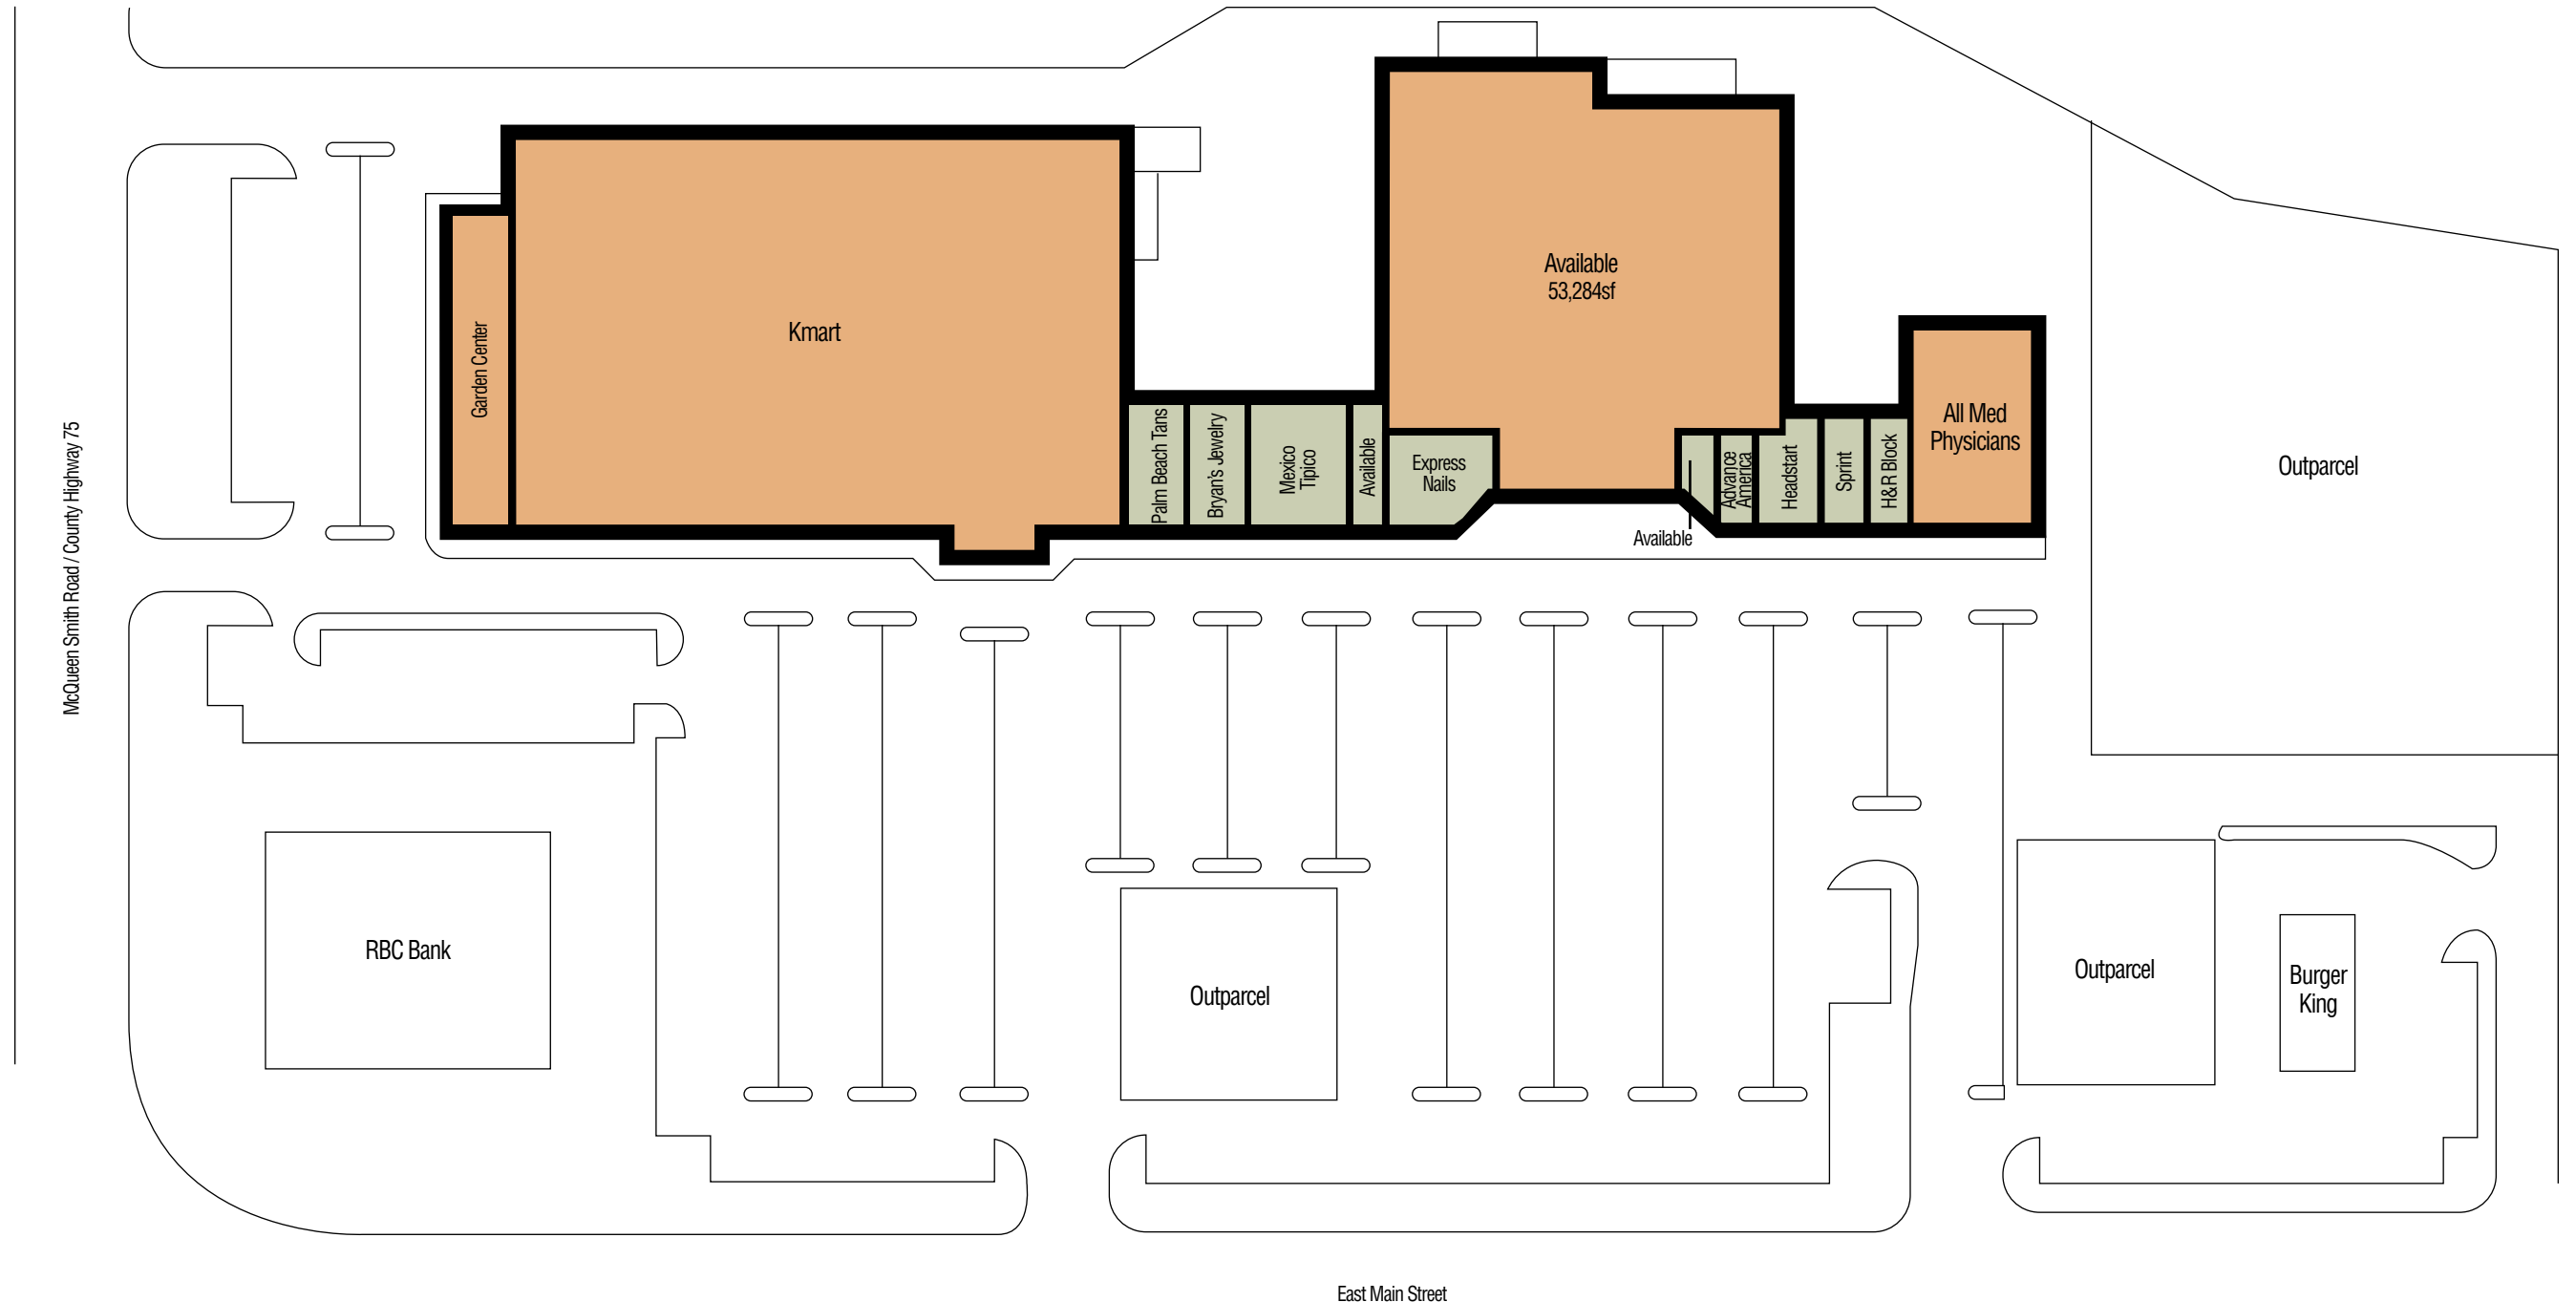 McQueen Smith Road / County Highway 75
Garden Center
Kmart
Palm Beach Tans
Bryan's Jewelry
Mexico
Tipico
Available
Express
Nails
Available
53,284sf
Available
Advance
America
Headstart
Sprint
H&R Block
All Med
Physicians
Outparcel
RBC Bank
Outparcel
Outparcel
Burger
King
East Main Street